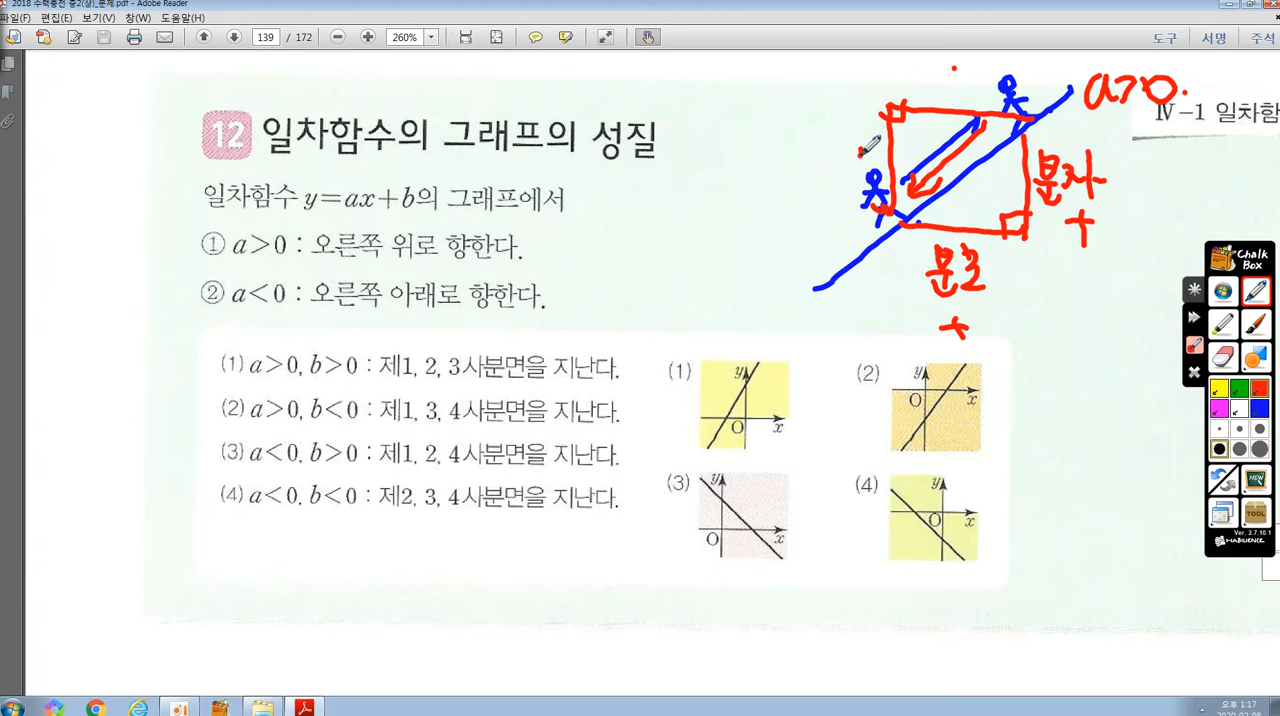 2018 수력충전 중2(상)_문제.pdf - Adobe Reader
파일(F) 편집(E) 보기(V) 창(W) 도움말(H)
139 / 172 260% 도구 서명 주석
12 일차함수의 그래프의 성질
Ⅳ-1 일차함
일차함수 y=ax+b의 그래프에서
① a>0 : 오른쪽 위로 향한다.
② a<0 : 오른쪽 아래로 향한다.
a>0.
분자
+
분모
+
(1) a>0, b>0 : 제1, 2, 3사분면을 지난다.
(2) a>0, b<0 : 제1, 3, 4사분면을 지난다.
(3) a<0, b>0 : 제1, 2, 4사분면을 지난다.
(4) a<0, b<0 : 제2, 3, 4사분면을 지난다.
(1) y O x
(2) y O x
(3) y O x
(4) y O x
Chalk
Box
NEW
TOOL
Ver. 2.7.10.1
HABILIENCE
오후 1:17